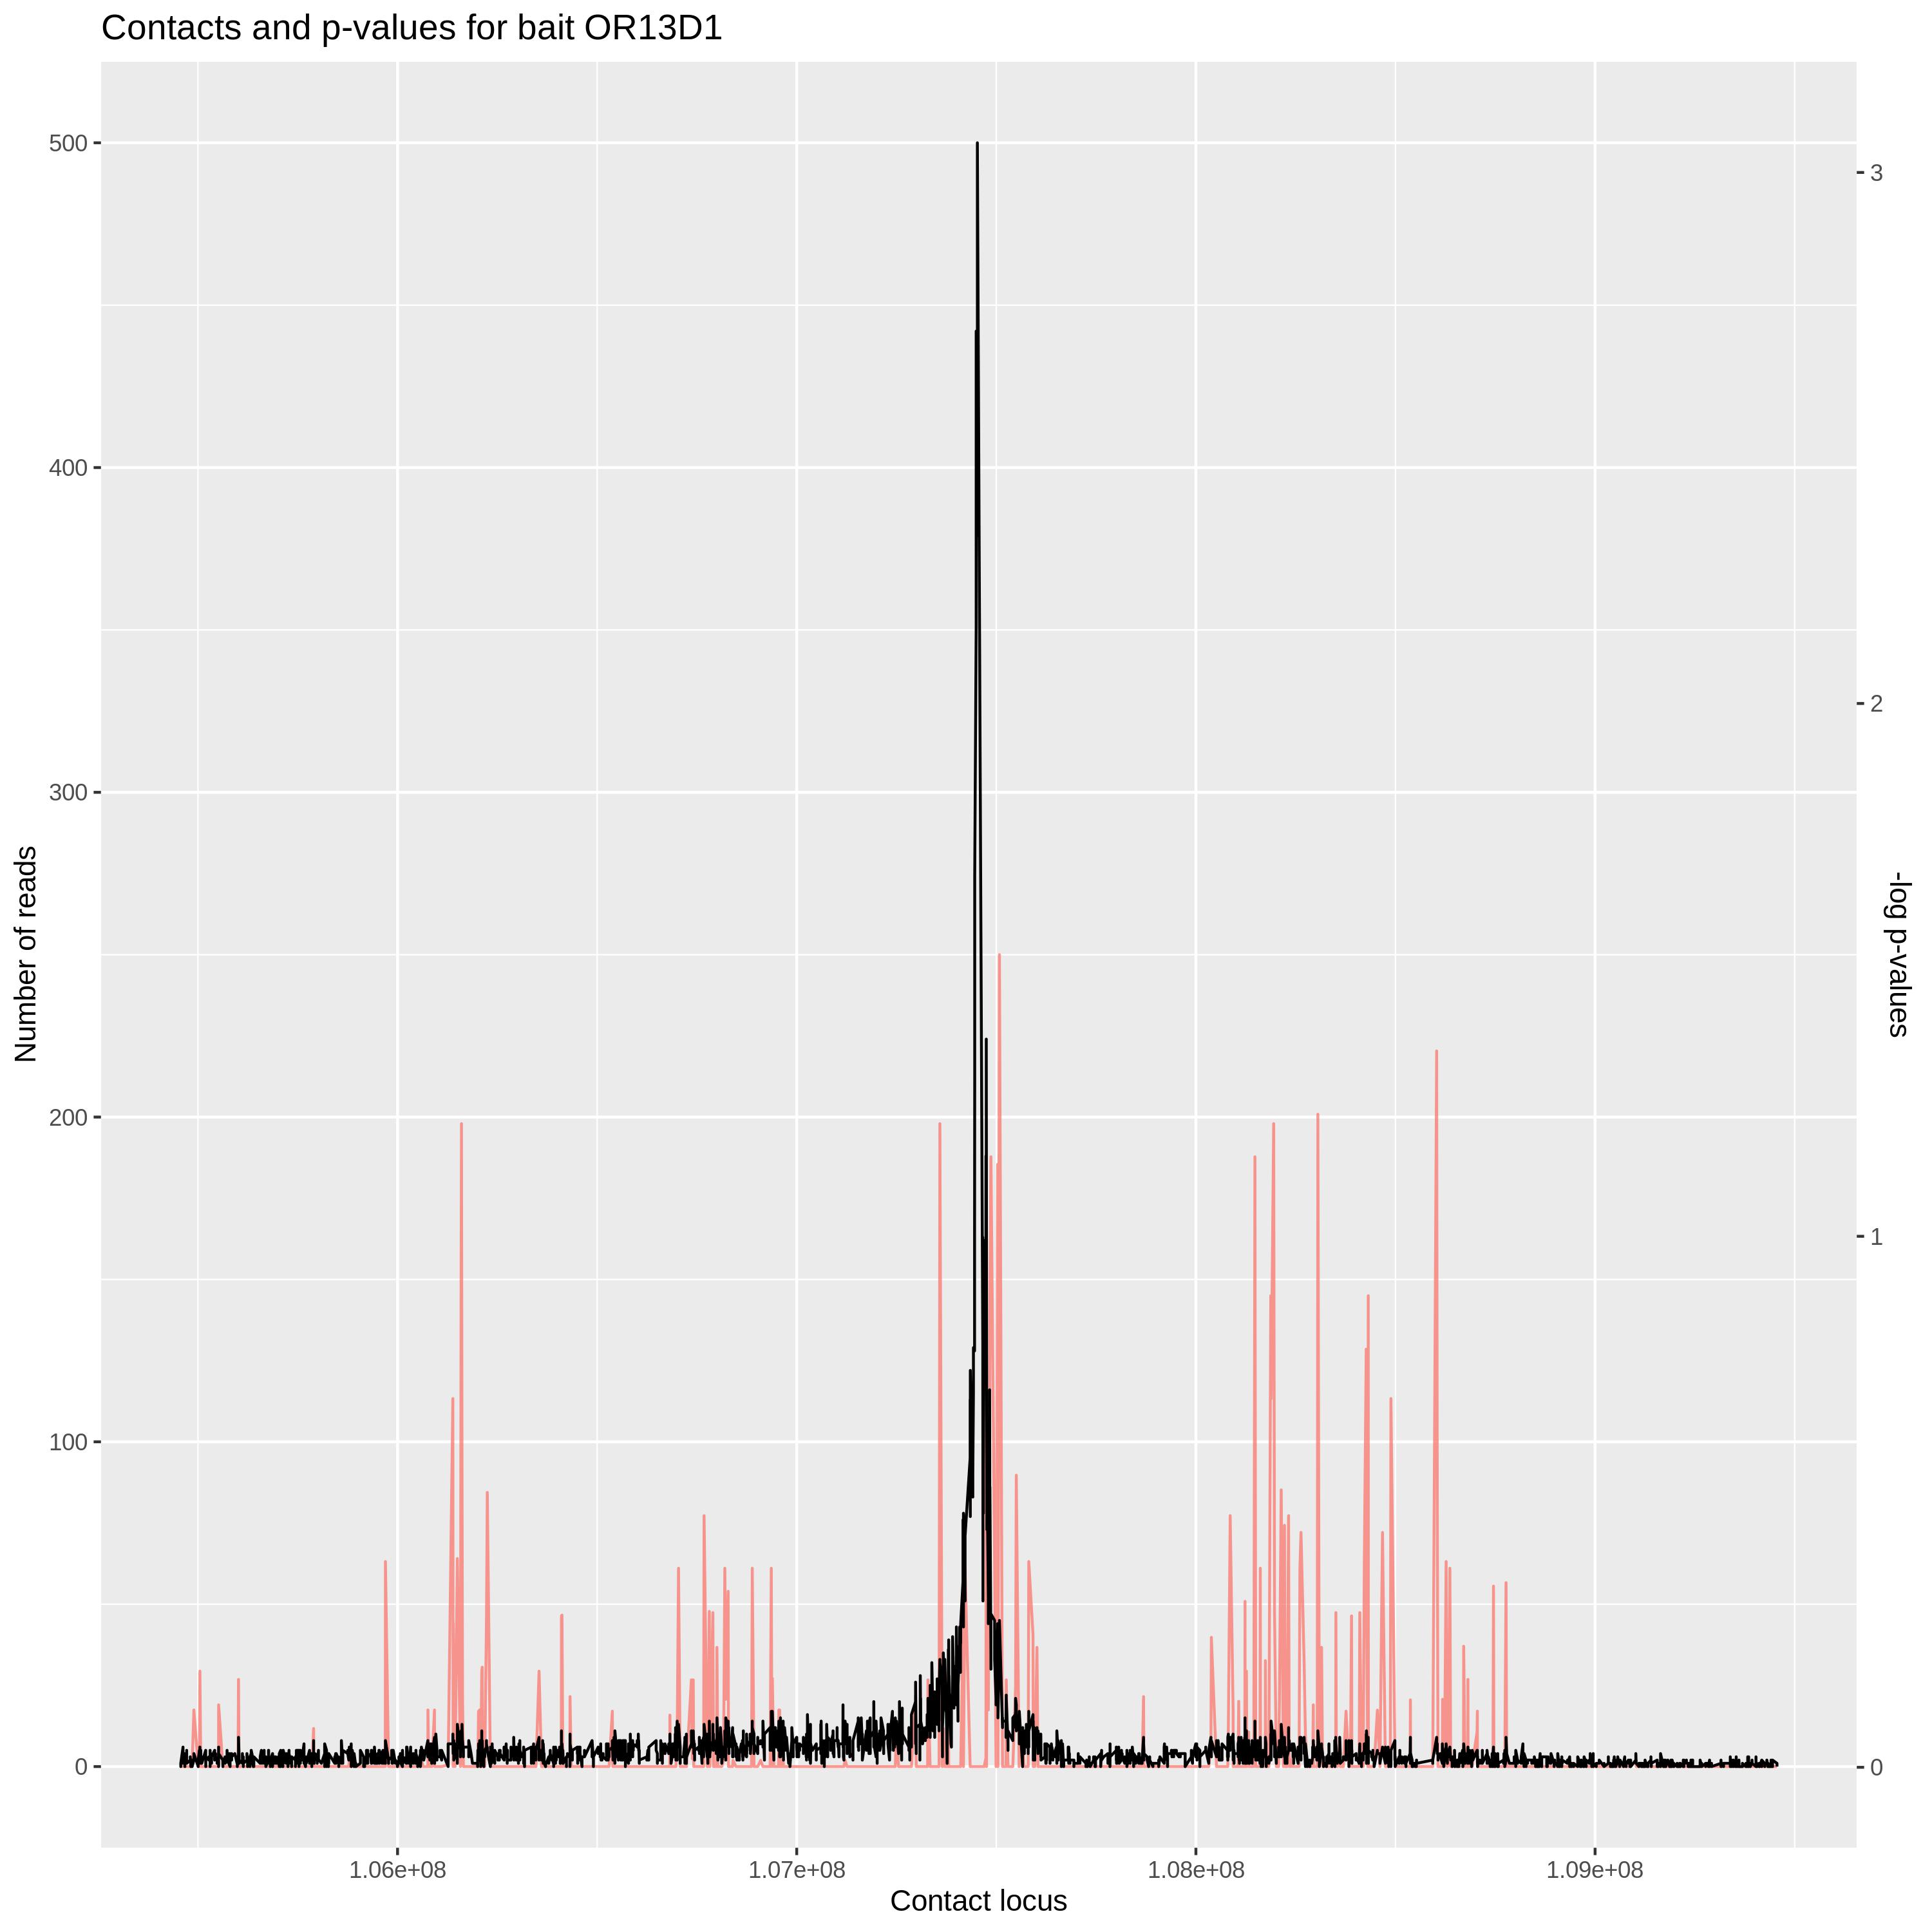 Contacts and p-values for bait OR13D1
500
400
300
200
100
0
Number of reads
3
2
1
0
-log p-values
1.06e+08
1.07e+08
1.08e+08
1.09e+08
Contact locus